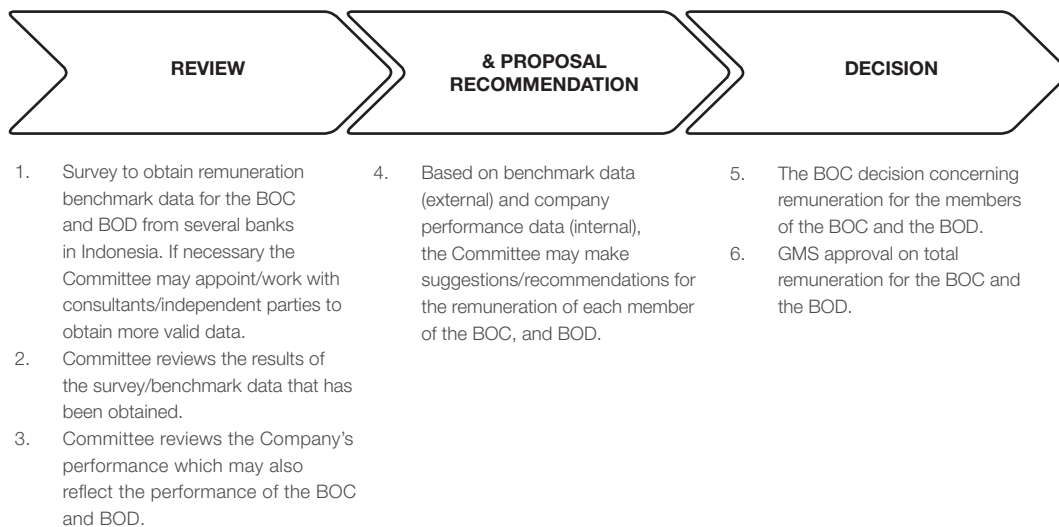 REVIEW
& PROPOSAL
RECOMMENDATION
DECISION
1. Survey to obtain remuneration
benchmark data for the BOC
and BOD from several banks
in Indonesia. If necessary the
Committee may appoint/work with
consultants/independent parties to
obtain more valid data.
2. Committee reviews the results of
the survey/benchmark data that has
been obtained.
3. Committee reviews the Company’s
performance which may also
reflect the performance of the BOC
and BOD.
4. Based on benchmark data
(external) and company
performance data (internal),
the Committee may make
suggestions/recommendations for
the remuneration of each member
of the BOC, and BOD.
5. The BOC decision concerning
remuneration for the members
of the BOC and the BOD.
6. GMS approval on total
remuneration for the BOC and
the BOD.